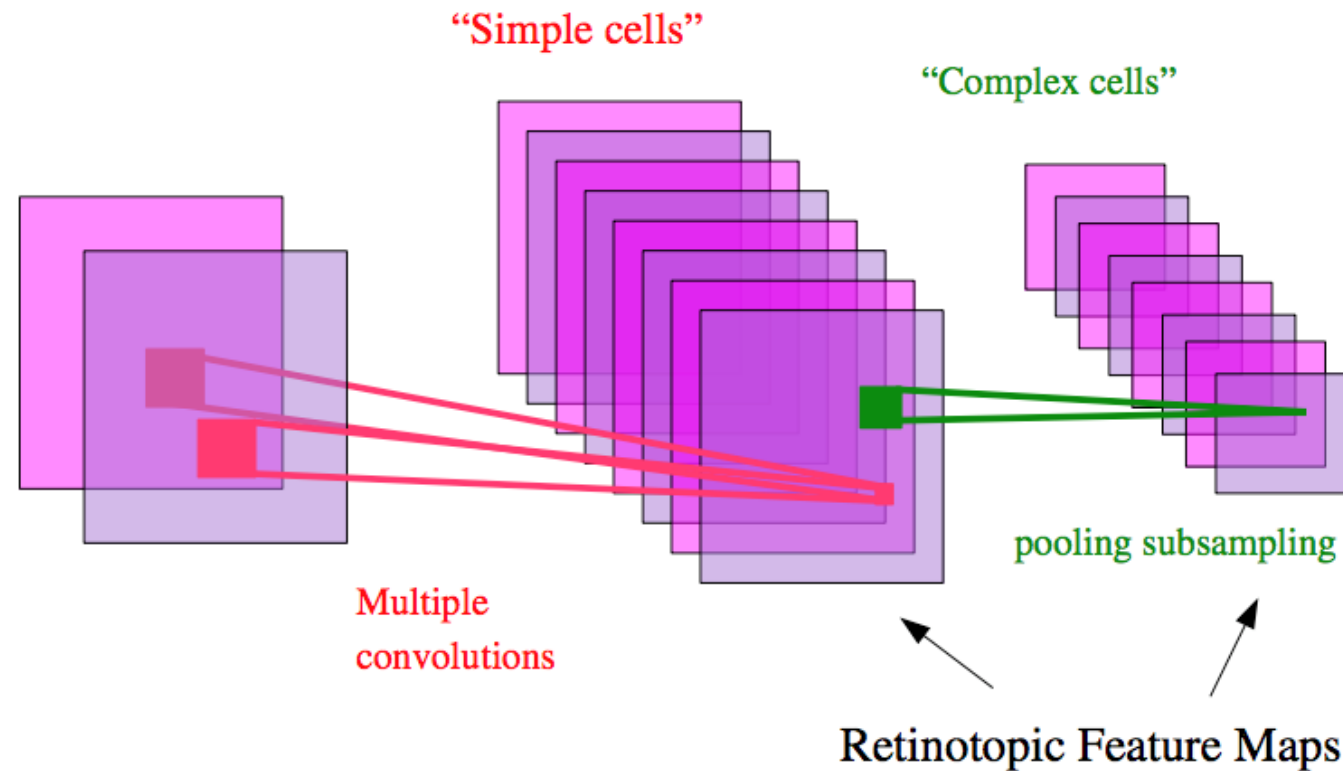 “Simple cells”
“Complex cells”
Multiple
convolutions
pooling subsampling
Retinotopic Feature Maps